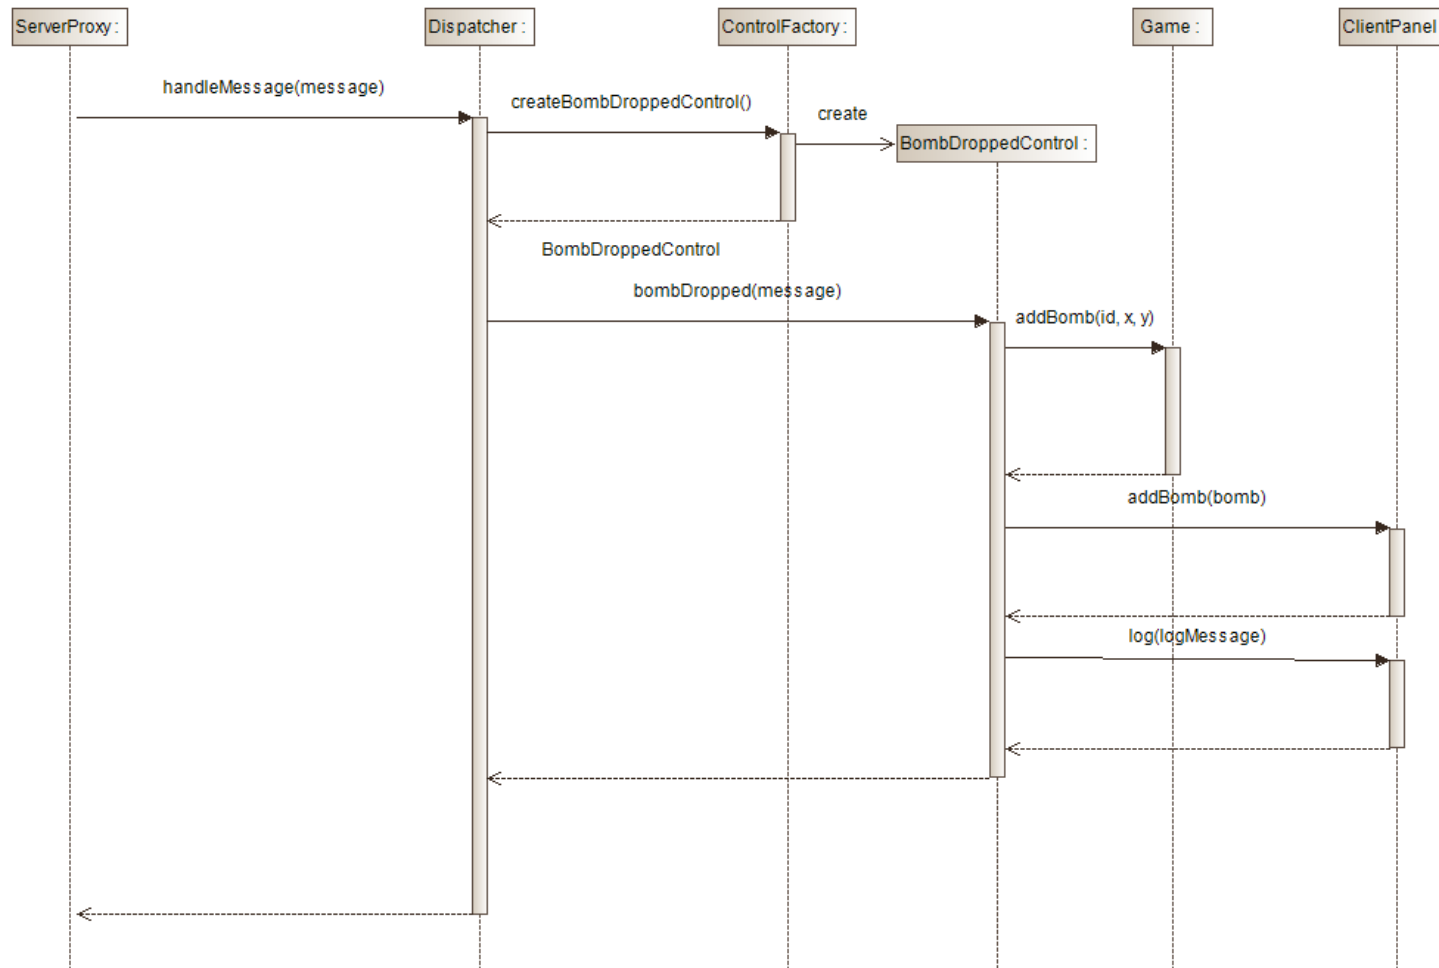 ServerProxy :
Dispatcher :
ControlFactory :
Game :
ClientPanel
handleMessage(message)
createBombDroppedControl()
create
BombDroppedControl :
BombDroppedControl
bombDropped(message)
addBomb(id, x, y)
addBomb(bomb)
log(logMessage)